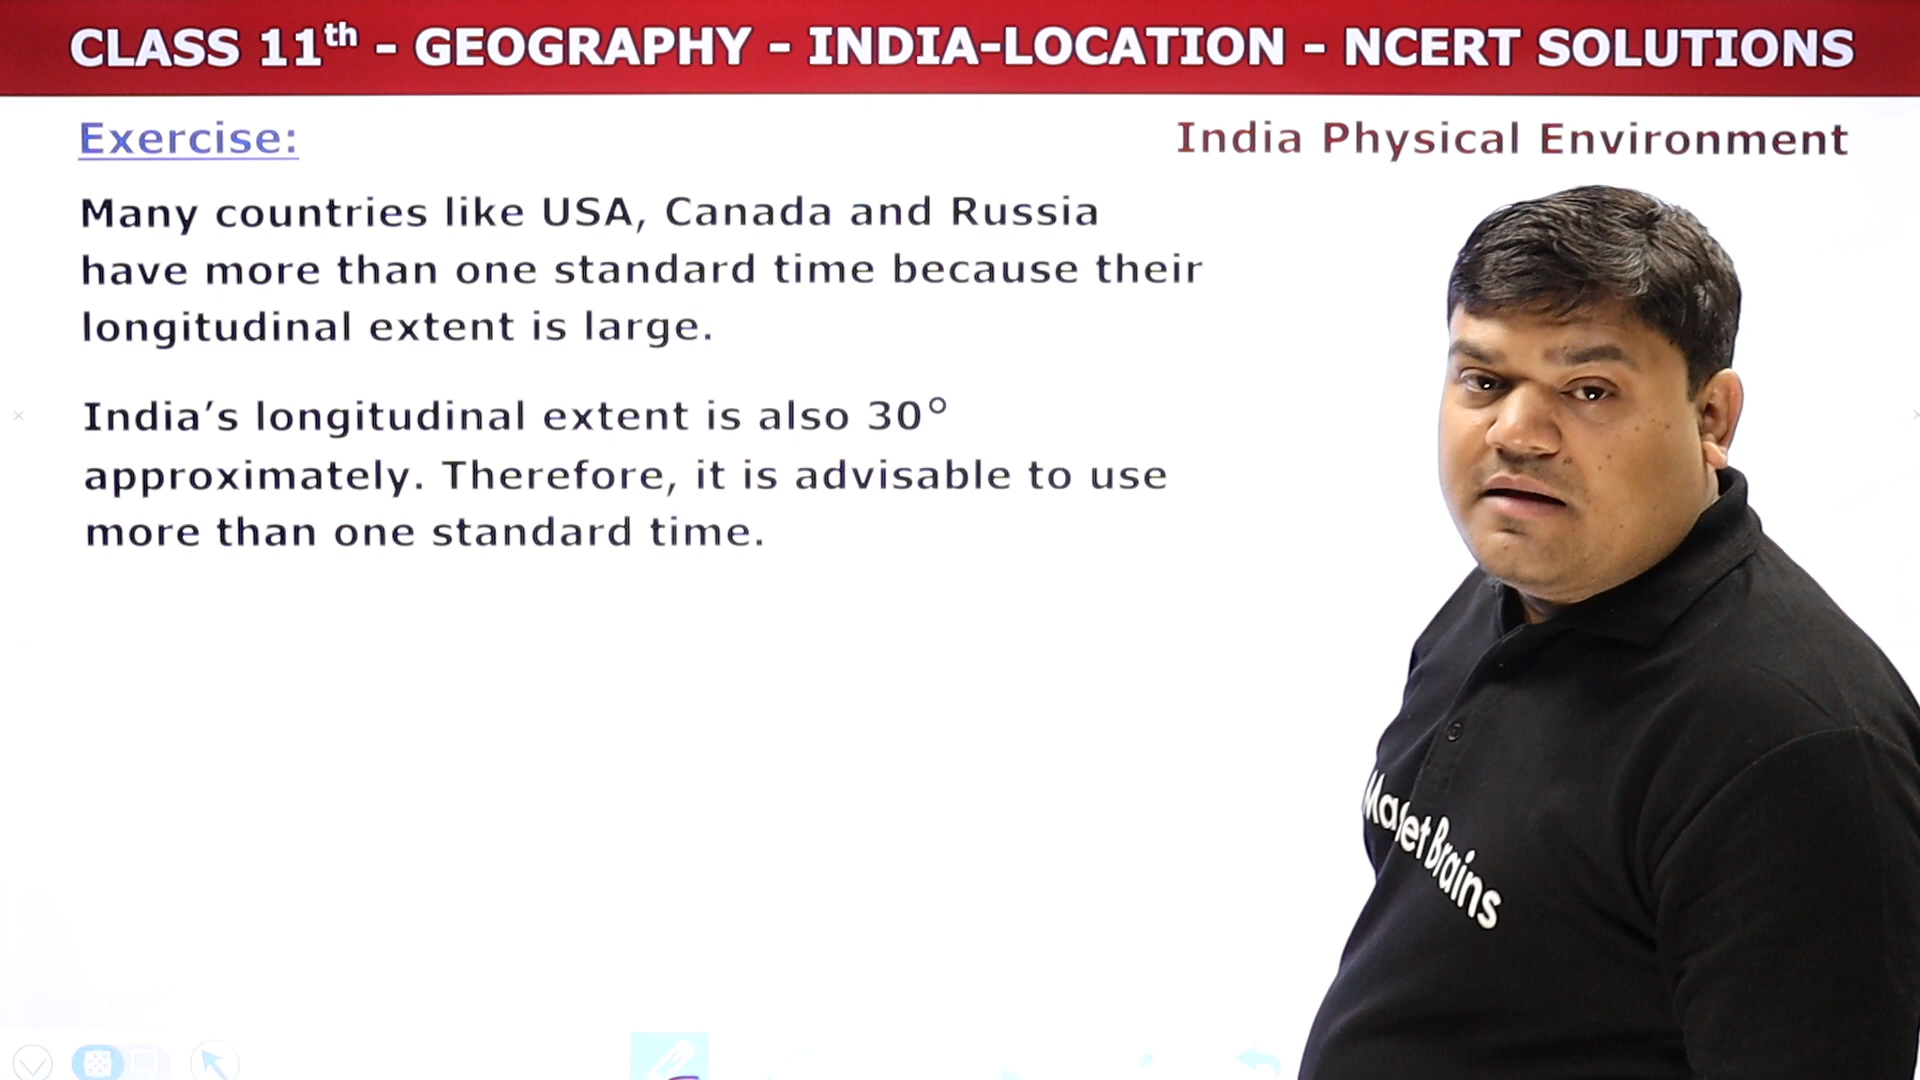 CLASS 11th - GEOGRAPHY - INDIA-LOCATION - NCERT SOLUTIONS
Exercise:
India Physical Environment
Many countries like USA, Canada and Russia
have more than one standard time because their
longitudinal extent is large.
India’s longitudinal extent is also 30°
approximately. Therefore, it is advisable to use
more than one standard time.
Magnet Brains